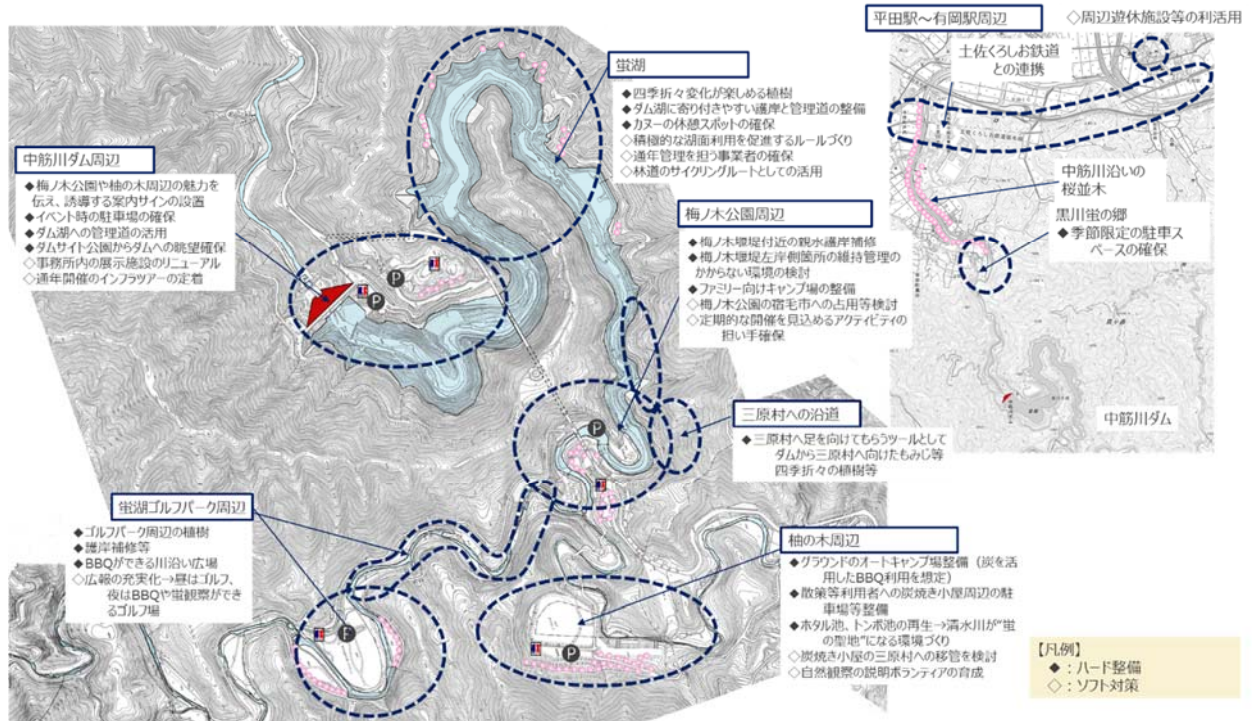 平田駅～有岡駅周辺
◇周辺遊休施設等の利活用
土佐くろしお鉄道
との連携
中筋川沿いの
桜並木
黒川蛍の郷
◆季節限定の駐車ス
ペースの確保
中筋川ダム
蛍湖
◆四季折々変化が楽しめる植樹
◆ダム湖に寄り付きやすい護岸と管理道の整備
◆カヌーの休憩スポットの確保
◇積極的な湖面利用を促進するルールづくり
◇通年管理を担う事業者の確保
◇林道のサイクリングルートとしての活用
中筋川ダム周辺
◆梅ノ木公園や柚の木周辺の魅力を
伝え、誘導する案内サインの設置
◆イベント時の駐車場の確保
◆ダム湖への管理道の活用
◆ダムサイト公園からダムへの眺望確保
◇事務所内の展示施設のリニューアル
◇通年開催のインフラツアーの定着
P
P
梅ノ木公園周辺
◆梅ノ木堰堤付近の親水護岸補修
◆梅ノ木堰堤左岸側箇所の維持管理の
かからない環境の検討
◆ファミリー向けキャンプ場の整備
◇梅ノ木公園の宿毛市への占用等検討
◇定期的な開催を見込めるアクティビティの
担い手確保
P
三原村への沿道
◆三原村へ足を向けてもらうツールとして
ダムから三原村へ向けたもみじ等
四季折々の植樹等
蛍湖ゴルフパーク周辺
◆ゴルフパーク周辺の植樹
◆護岸補修等
◆BBQができる川沿い広場
◇広報の充実化→昼はゴルフ、
夜はBBQや蛍観察ができ
るゴルフ場
柚の木周辺
◆グラウンドのオートキャンプ場整備（炭を活
用したBBQ利用を想定）
◆散策等利用者への炭焼き小屋周辺の駐
車場等整備
◆ホタル池、トンボ池の再生→清水川が“蛍
の型地”になる環境づくり
◇炭焼き小屋の三原村への移管を検討
◇自然観察の説明ボランティアの育成
P
【凡例】
◆：ハード整備
◇：ソフト対策